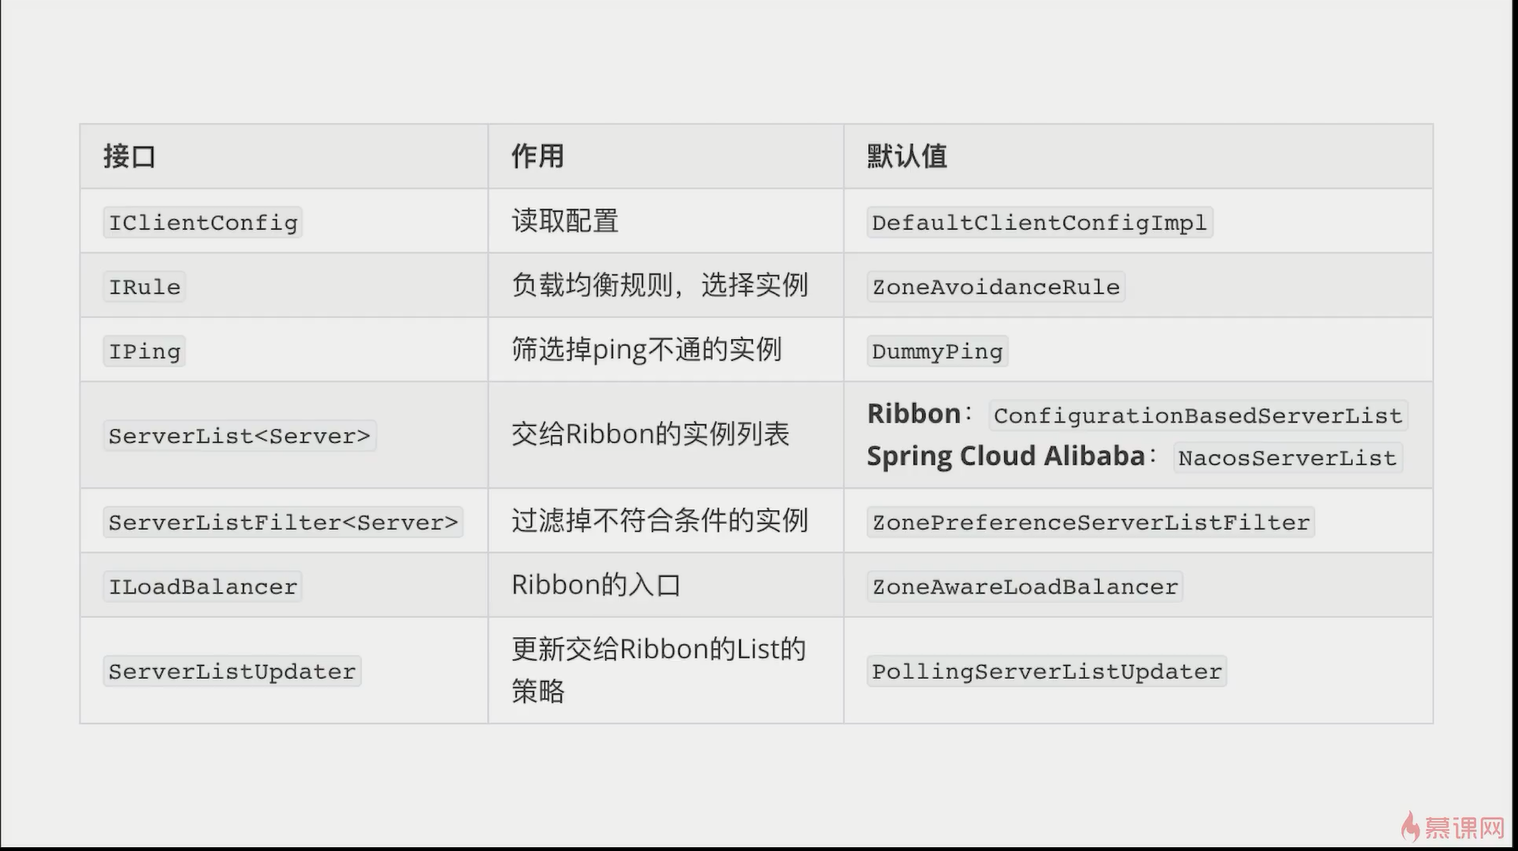 接口 作用 默认值
IClientConfig 读取配置 DefaultClientConfigImpl
IRule 负载均衡规则，选择实例 ZoneAvoidanceRule
IPing 筛选掉ping不通的实例 DummyPing
ServerList<Server> 交给Ribbon的实例列表 Ribbon： ConfigurationBasedServerList
Spring Cloud Alibaba： NacosServerList
ServerListFilter<Server> 过滤掉不符合条件的实例 ZonePreferenceServerListFilter
ILoadBalancer Ribbon的入口 ZoneAwareLoadBalancer
ServerListUpdater 更新交给Ribbon的List的 PollingServerListUpdater
策略
慕课网